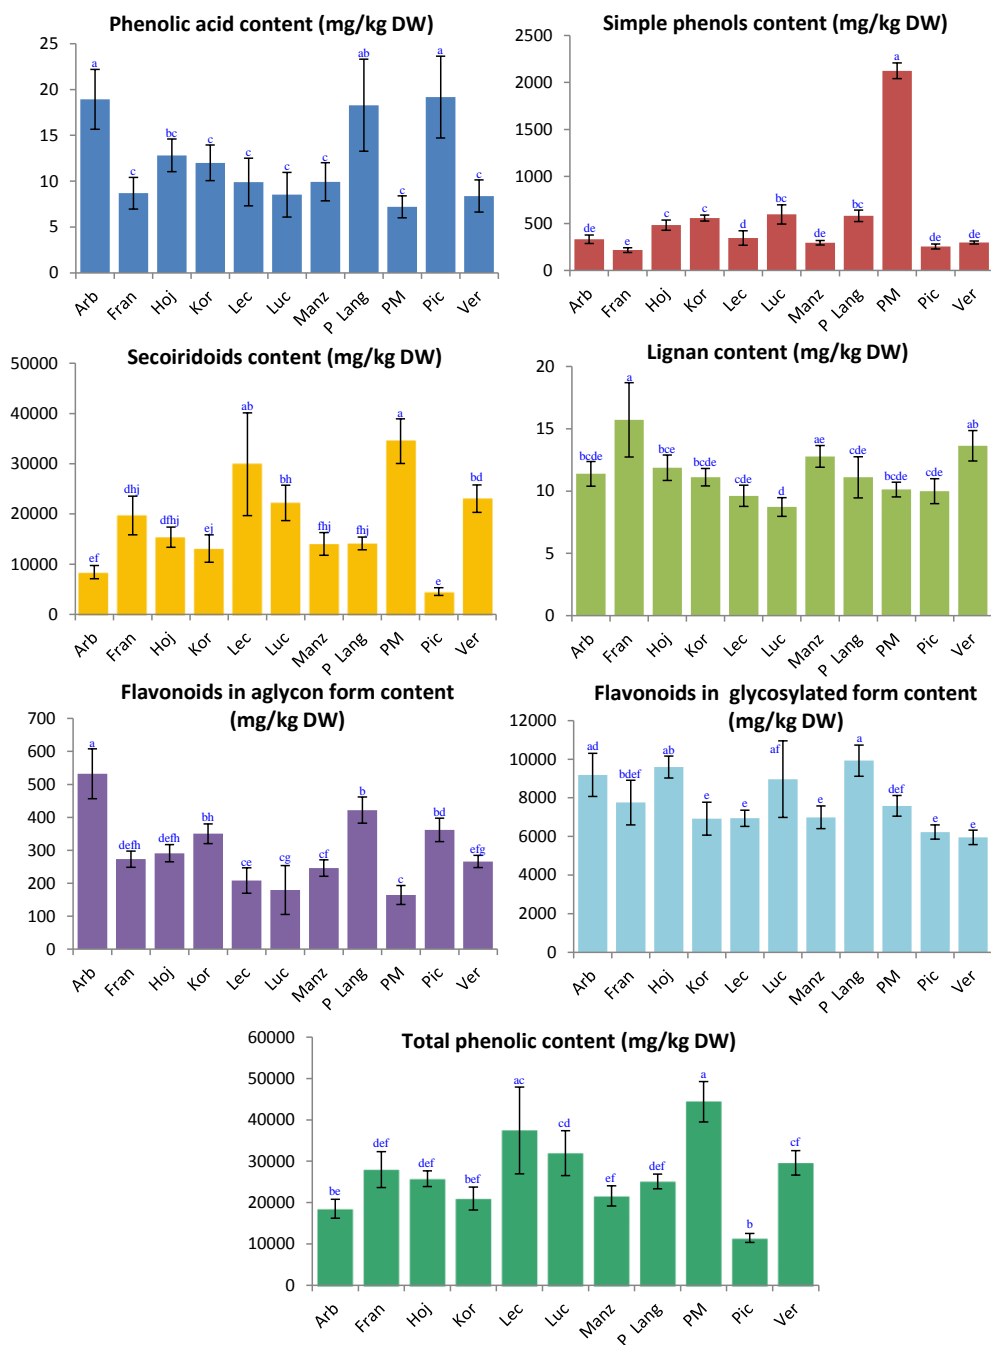 Phenolic acid content (mg/kg DW)
25
20
15
10
5
0
a
c
bc
c
c
c
c
ab
c
a
c
Arb
Fran
Hoj
Kor
Lec
Luc
Manz
P Lang
PM
Pic
Ver
Simple phenols content (mg/kg DW)
2500
2000
1500
1000
500
0
de
e
c
c
d
bc
de
bc
a
de
de
Arb
Fran
Hoj
Kor
Lec
Luc
Manz
P Lang
PM
Pic
Ver
Secoiridoids content (mg/kg DW)
50000
40000
30000
20000
10000
0
ef
dhj
dfhj
ej
ab
bh
fhj
fhj
a
e
bd
Arb
Fran
Hoj
Kor
Lec
Luc
Manz
P Lang
PM
Pic
Ver
Lignan content (mg/kg DW)
20
15
10
5
0
bcde
a
bce
bcde
cde
d
ae
bcde
bcde
cde
ab
Arb
Fran
Hoj
Kor
Lec
Luc
Manz
P Lang
PM
Pic
Ver
Flavonoids in aglycon form content
(mg/kg DW)
700
600
500
400
300
200
100
0
a
defh
defh
bh
ce
cg
cf
b
c
bd
efg
Arb
Fran
Hoj
Kor
Lec
Luc
Manz
P Lang
PM
Pic
Ver
Flavonoids in glycosylated form content
(mg/kg DW)
12000
10000
8000
6000
4000
2000
0
ad
bdef
ab
e
e
af
e
a
def
e
e
Arb
Fran
Hoj
Kor
Lec
Luc
Manz
P Lang
PM
Pic
Ver
Total phenolic content (mg/kg DW)
60000
50000
40000
30000
20000
10000
0
be
def
def
bef
ac
cd
ef
def
a
b
cf
Arb
Fran
Hoj
Kor
Lec
Luc
Manz
P Lang
PM
Pic
Ver